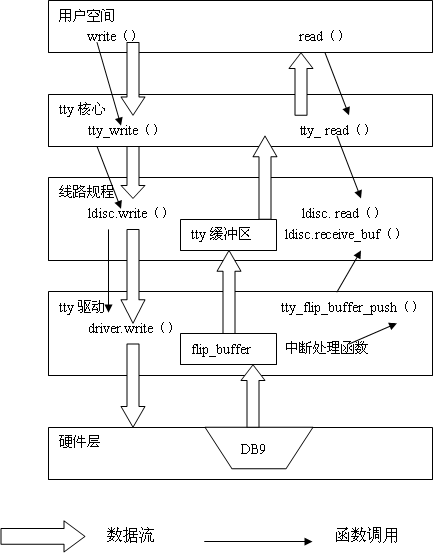 用户空间
write（） read（）
tty 核心
tty_write（） tty_ read（）
线路规程
ldisc.write（） ldisc. read（）
tty 缓冲区 ldisc.receive_buf（）
tty 驱动 tty_flip_buffer_push（）
driver.write（）
flip_buffer 中断处理函数
硬件层
DB9
数据流 函数调用